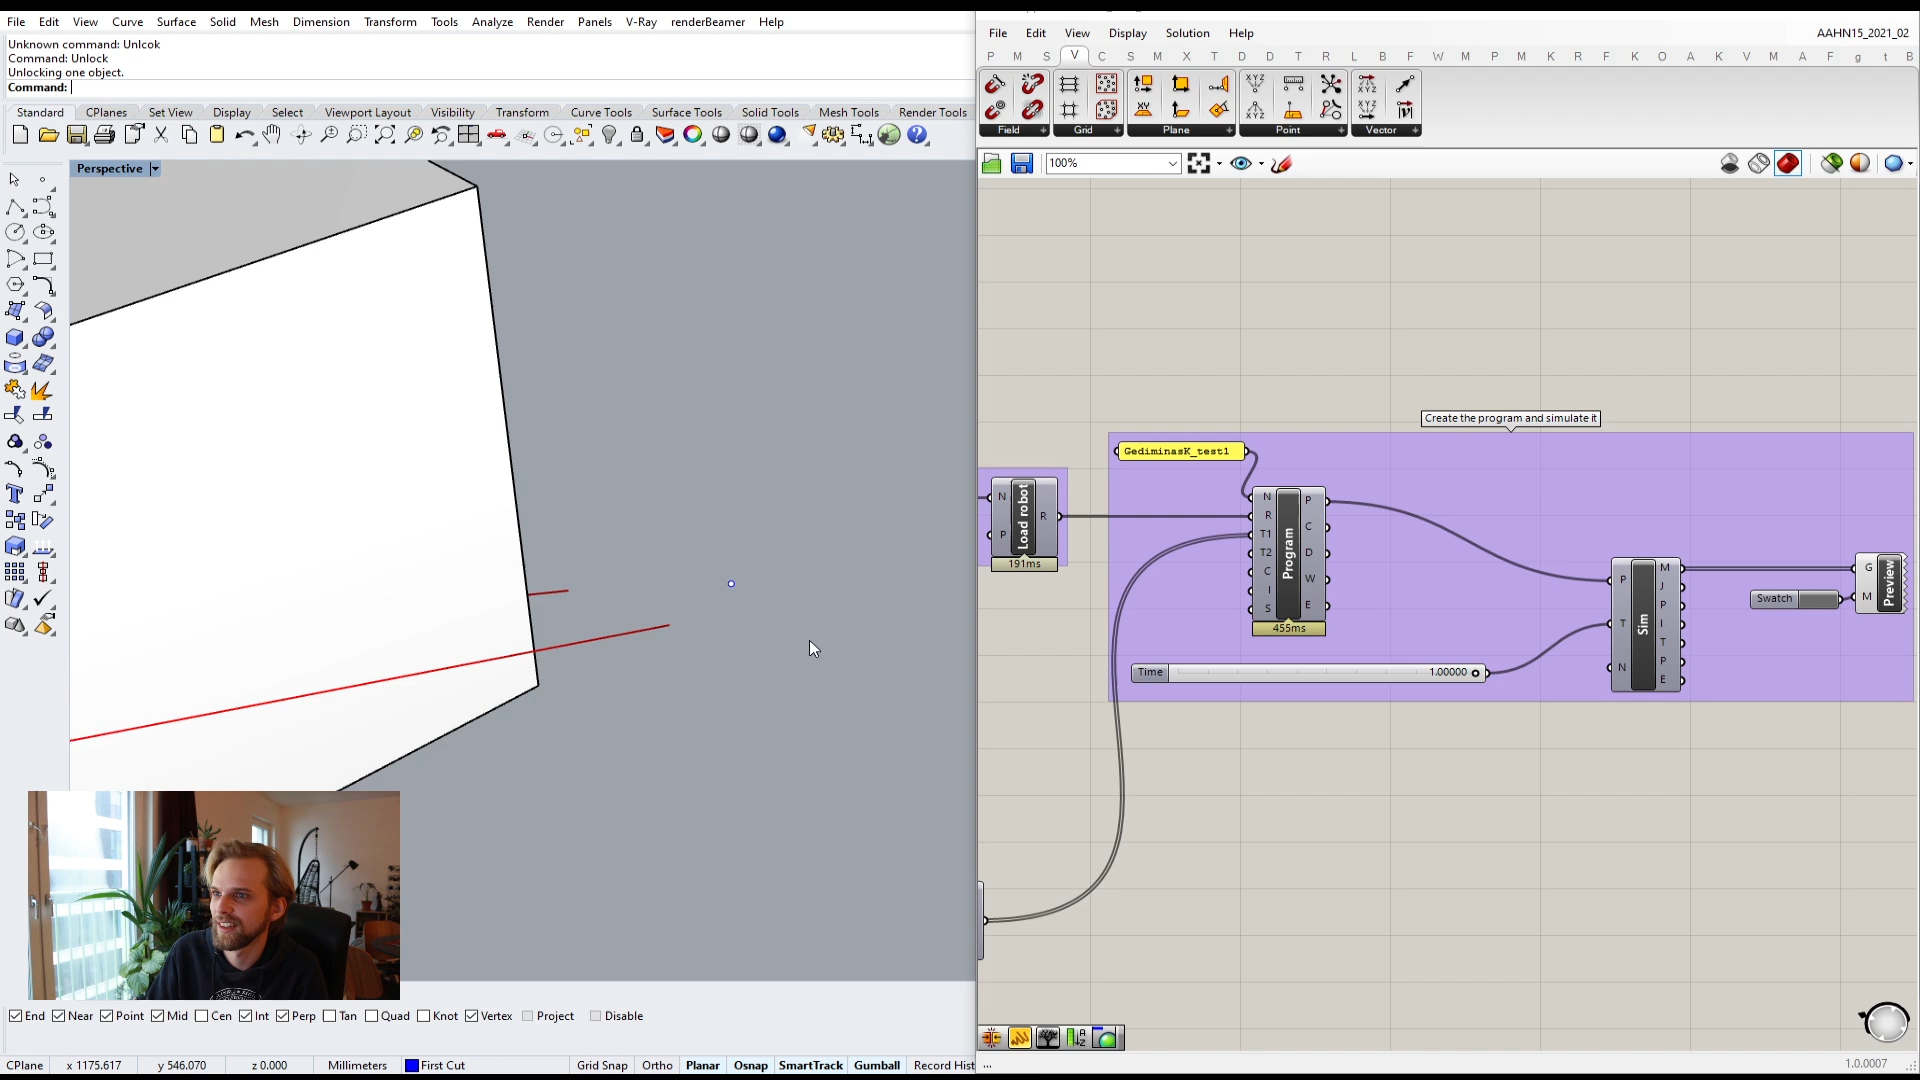 File Edit View Curve Surface Solid Mesh Dimension Transform Tools Analyze Render Panels V-Ray renderBeamer Help
Unknown command: Unlcok
Command: Unlock
Unlocking one object.
Command:
Standard CPlanes Set View Display Select Viewport Layout Visibility Transform Curve Tools Surface Tools Solid Tools Mesh Tools Render Tools
Perspective
End Near Point Mid Cen Int Perp Tan Quad Knot Vertex Project Disable
CPlane x 1175.617 y 546.070 z 0.000 Millimeters First Cut Grid Snap Ortho Planar Osnap SmartTrack Gumball Record Hist
File Edit View Display Solution Help AAHN15_2021_02
P M S V C S M X T D D T R L B F W M P M K R F K O A K V M A F g t B
Field Grid Plane Point Vector
100%
Create the program and simulate it
GediminasK_test1
N P Load robot R
191ms
N R T1 T2 C I S Program P C D W E
455ms
Time 1.00000
P T N Sim M J P I T P E
Swatch
G M Preview
... 1.0.0007